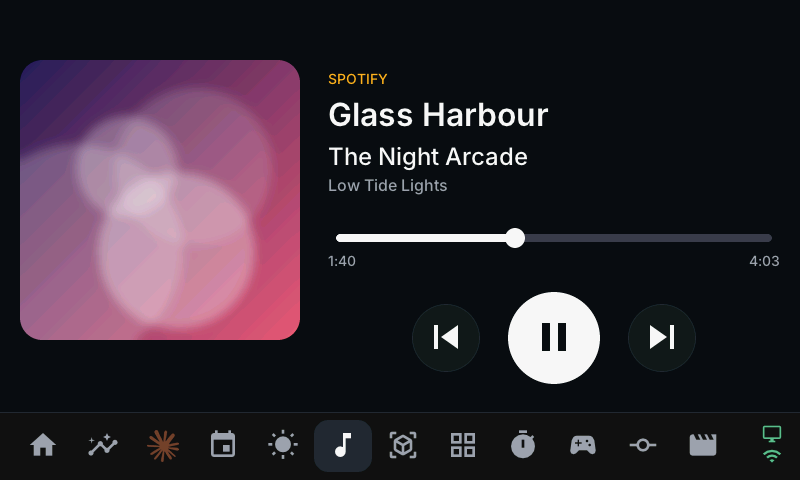 SPOTIFY
Glass Harbour
The Night Arcade
Low Tide Lights
1:40
4:03